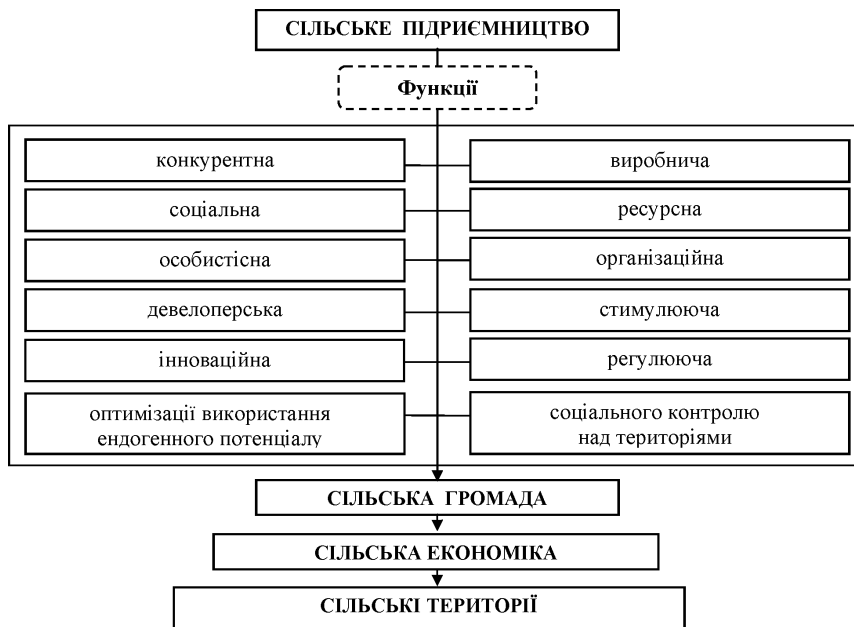 СІЛЬСЬКЕ ПІДРИЄМНИЦТВО
Функції
конкурентна
виробнича
соціальна
ресурсна
особистісна
організаційна
девелоперська
стимулююча
інноваційна
регулююча
оптимізації використання
ендогенного потенціалу
соціального контролю
над територіями
СІЛЬСЬКА ГРОМАДА
СІЛЬСЬКА ЕКОНОМІКА
СІЛЬСЬКІ ТЕРИТОРІЇ